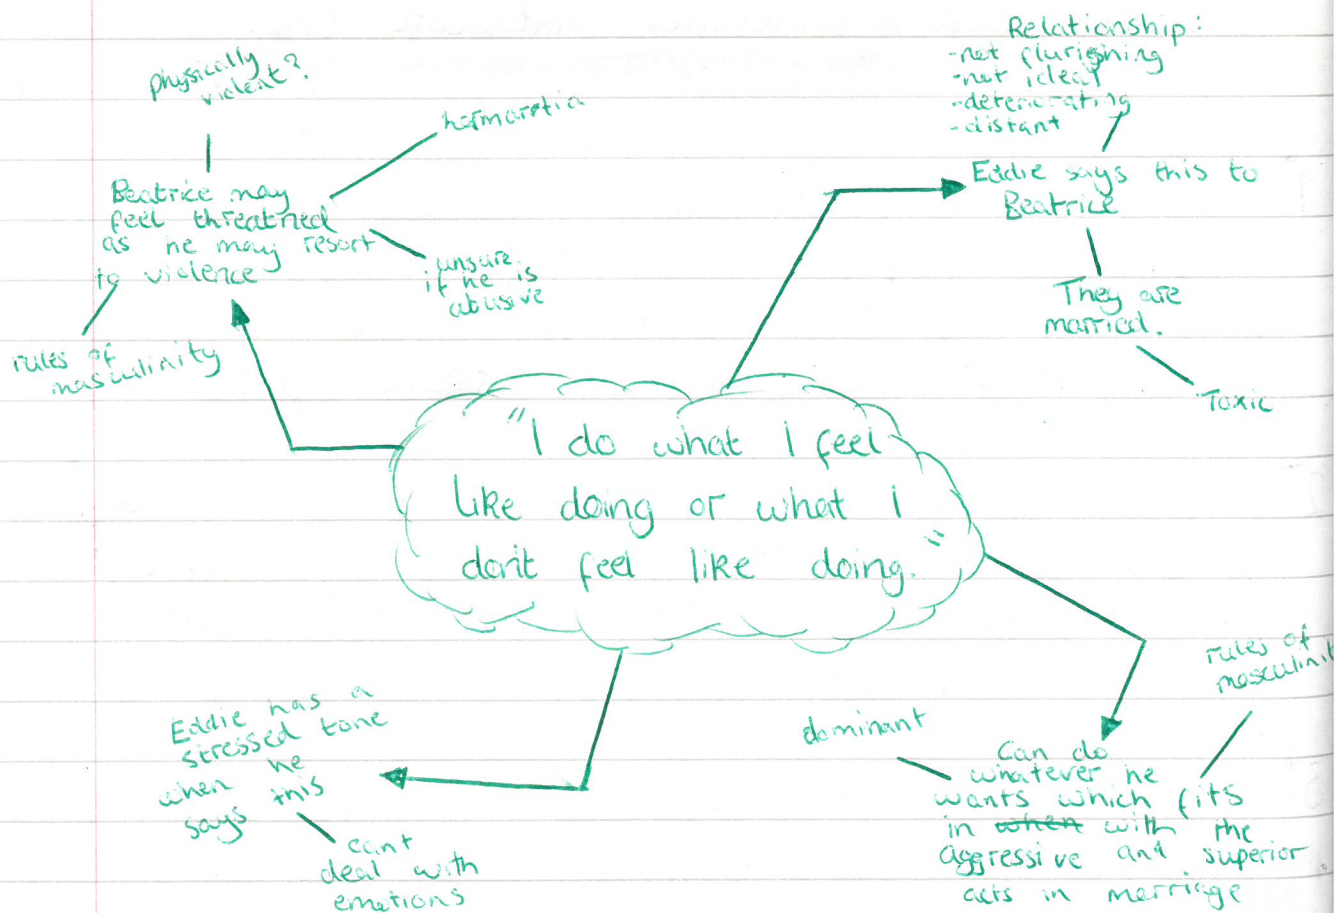 physically
violent?
hermarrtia
Beatrice may
feel threatned
as he may resort
to violence
unsure
if he is
abusive
rules of
masculinity
Relationship:
-not flurishing
-not ideal
-deteriorating
-distant
Eddie says this to
Beatrice
They are
married.
Toxic
"I do what I feel
like doing or what I
don't feel like doing."
Eddie has a
stressed tone
when he
says this
cant
deal with
emotions
dominant
rules of
masculinit
Can do
whatever he
wants which fits
in when with the
aggressive and superior
acts in marriage